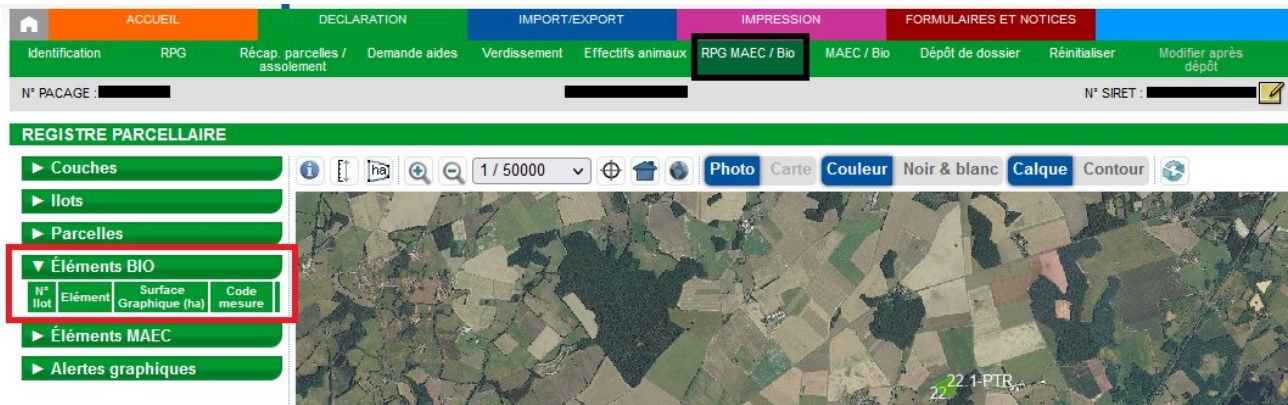 ACCUEIL DECLARATION IMPORT/EXPORT IMPRESSION FORMULAIRES ET NOTICES
Identification RPG Récap. parcelles / assolement Demande aides Verdissement Effectifs animaux RPG MAEC / Bio MAEC / Bio Dépôt de dossier Réinitialiser Modifier après dépôt
N° PACAGE : N° SIRET :
REGISTRE PARCELLAIRE
► Couches
1 / 50000 Photo Carte Couleur Noir & blanc Calque Contour
► Ilots
► Parcelles
▼ Éléments BIO
N° Ilot Elément Surface Graphique (ha) Code mesure
► Éléments MAEC
► Alertes graphiques
22 22.1-PTR